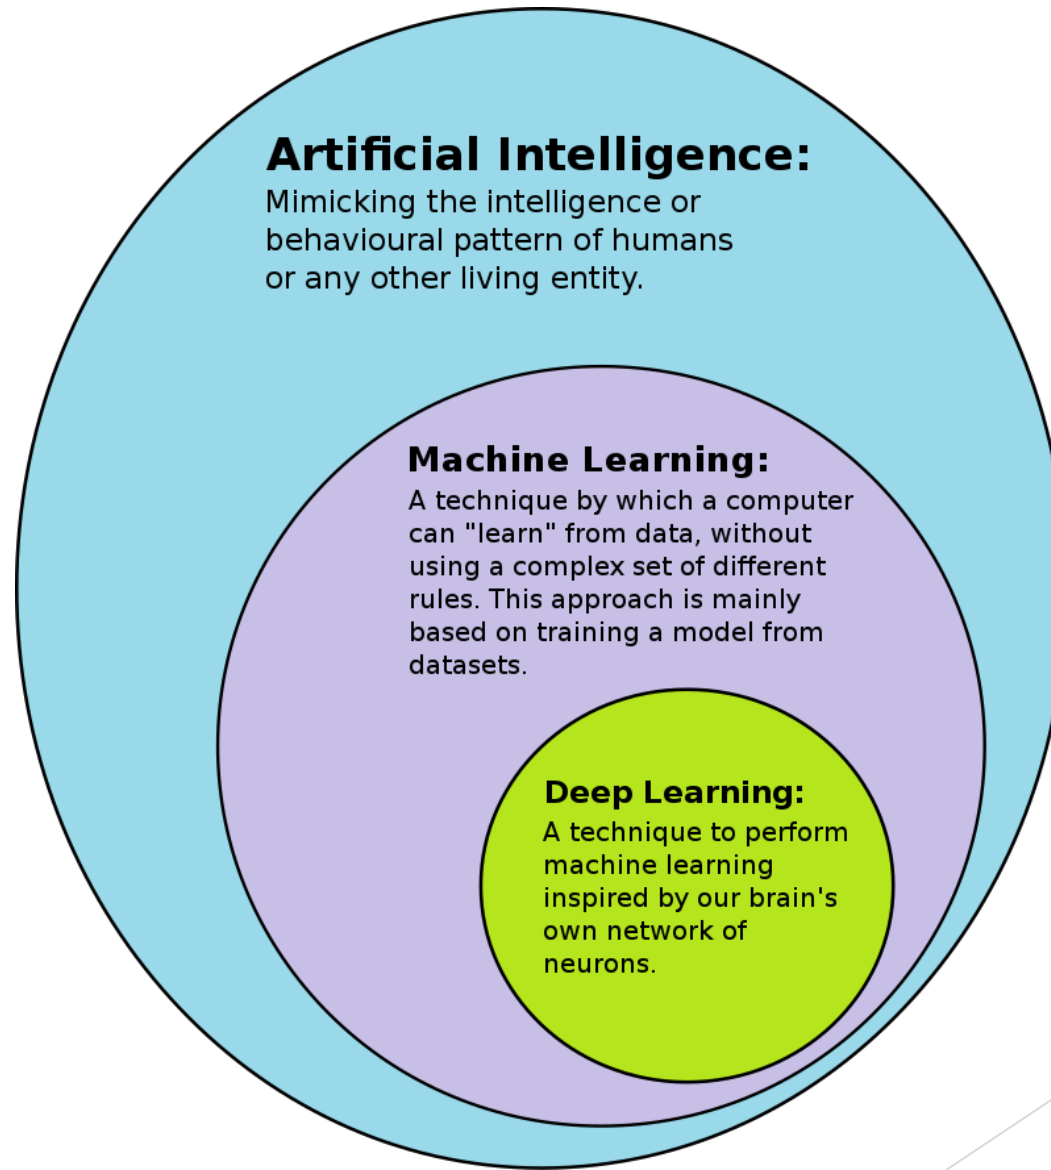 Artificial Intelligence:
Mimicking the intelligence or
behavioural pattern of humans
or any other living entity.
Machine Learning:
A technique by which a computer
can "learn" from data, without
using a complex set of different
rules. This approach is mainly
based on training a model from
datasets.
Deep Learning:
A technique to perform
machine learning
inspired by our brain's
own network of
neurons.